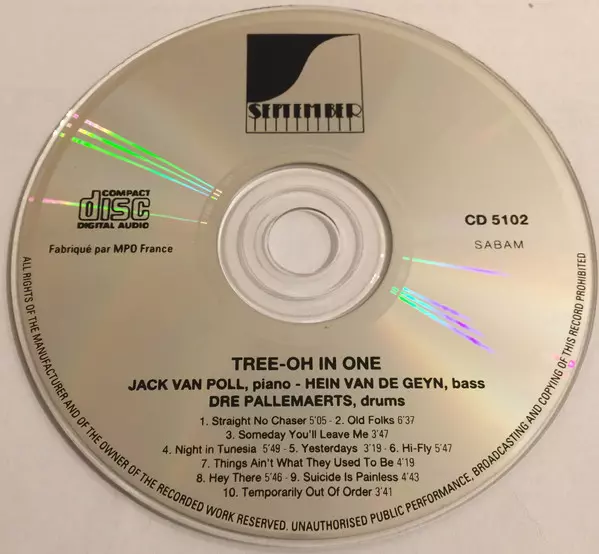 SEPTEMBER
COMPACT
disc
DIGITAL AUDIO
Fabriqué par MPO France
CD 5102
SABAM
TREE-OH IN ONE
JACK VAN POLL, piano - HEIN VAN DE GEYN, bass
DRE PALLEMAERTS, drums
1. Straight No Chaser 5'05 - 2. Old Folks 6'37
3. Someday You'll Leave Me 3'47
4. Night in Tunesia 5'49 - 5. Yesterdays 3'19 - 6. Hi-Fly 5'47
7. Things Ain't What They Used To Be 4'19
8. Hey There 5'46 - 9. Suicide Is Painless 4'43
10. Temporarily Out Of Order 3'41
ALL RIGHTS OF THE MANUFACTURER AND OF THE OWNER OF THE RECORDED WORK RESERVED. UNAUTHORISED PUBLIC PERFORMANCE, BROADCASTING AND COPYING OF THIS RECORD PROHIBITED